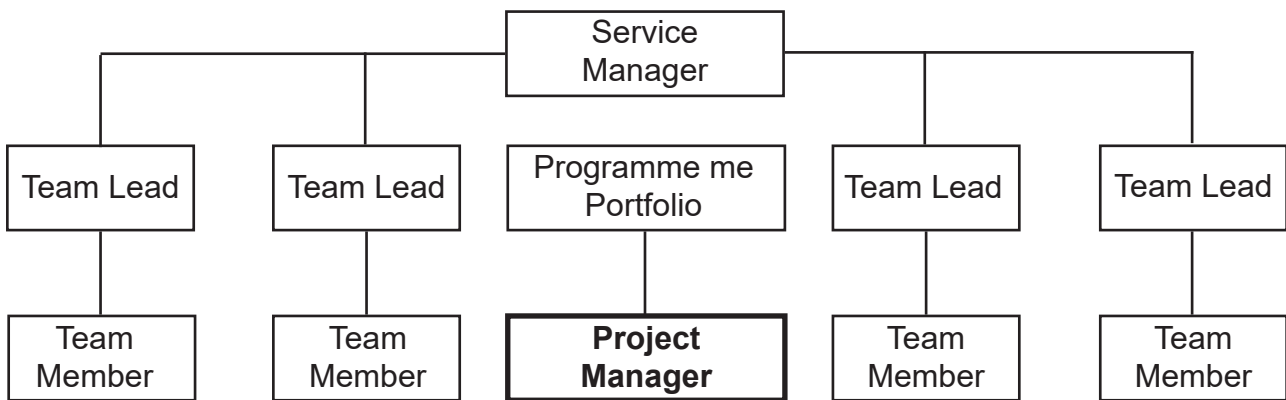 Service
Manager
Team Lead
Team Lead
Programme me
Portfolio
Team Lead
Team Lead
Team
Member
Team
Member
Project
Manager
Team
Member
Team
Member